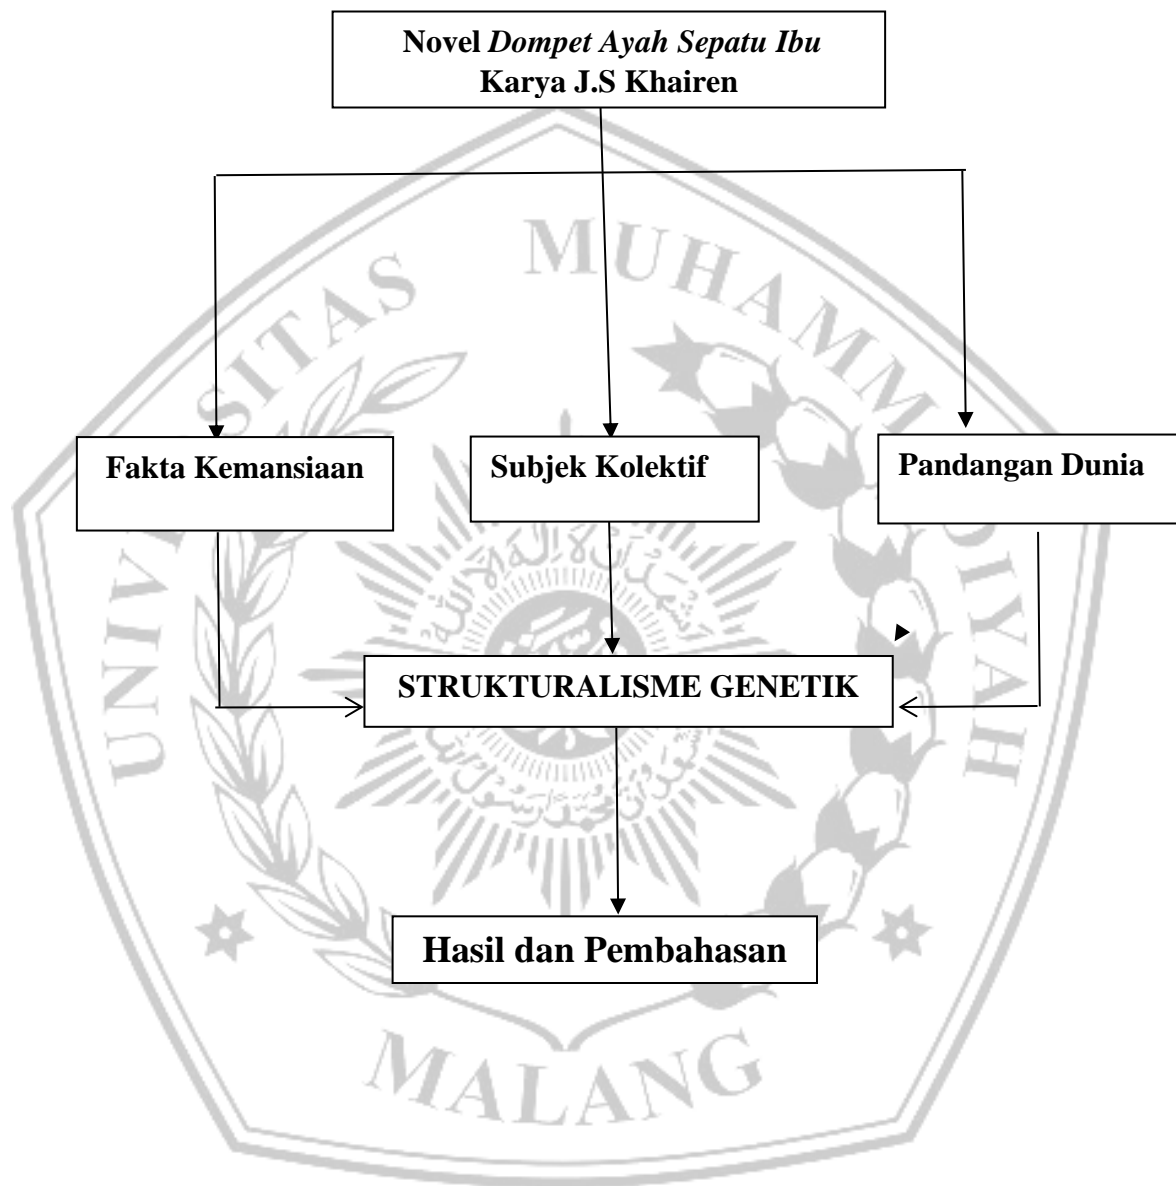 Novel Dompet Ayah Sepatu Ibu
Karya J.S Khairen
UNIVERSITAS MUHAMMADIYAH
Fakta Kemansiaan
Subjek Kolektif
Pandangan Dunia
STRUKTURALISME GENETIK
Hasil dan Pembahasan
MALANG